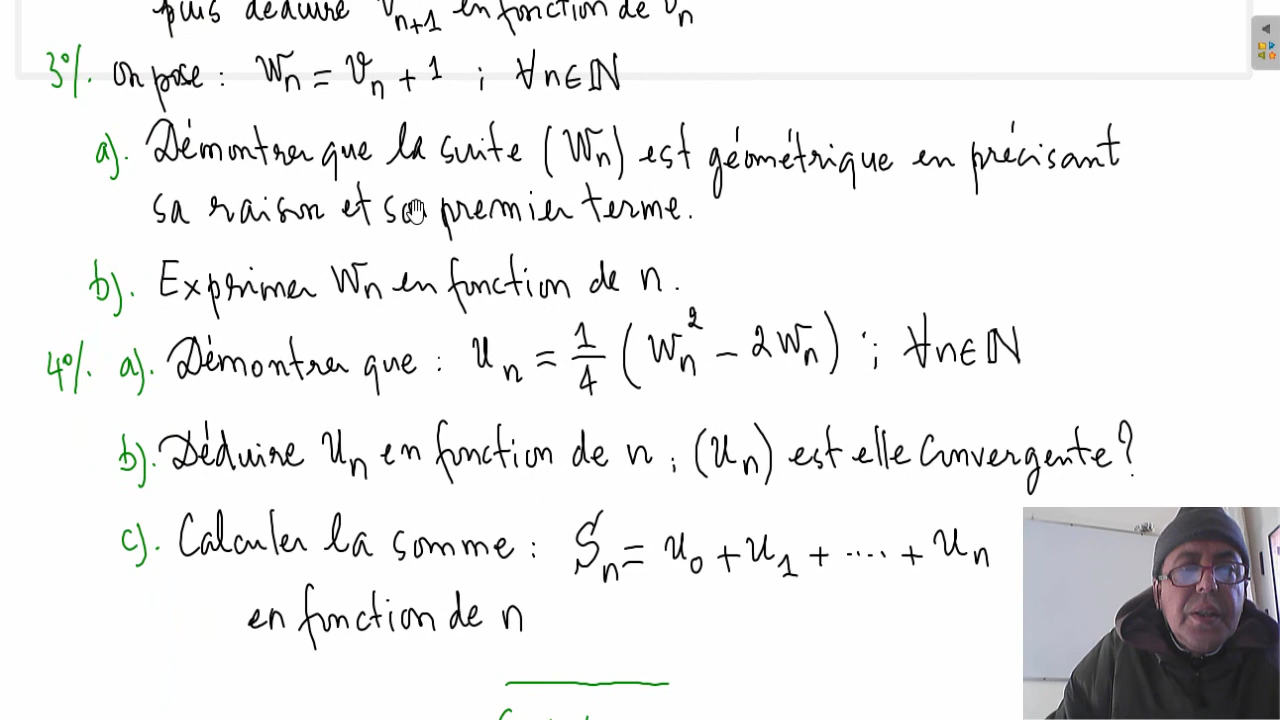 puis déduire v_{n+1} en fonction de v_n
3°/. on pose : W_n = v_n + 1 ; ∀n∈ℕ
a). Démontrer que la suite (W_n) est géométrique en précisant
sa raison et so premier terme.
b). Exprimer W_n en fonction de n.
4°/. a). Démontrer que : u_n = 1/4 (W_n^2 - 2W_n) ; ∀n∈ℕ
b). Déduire U_n en fonction de n ; (U_n) est elle Convergente ?
c). Calculer la somme : S_n = u_0 + u_1 + .... + u_n
en fonction de n